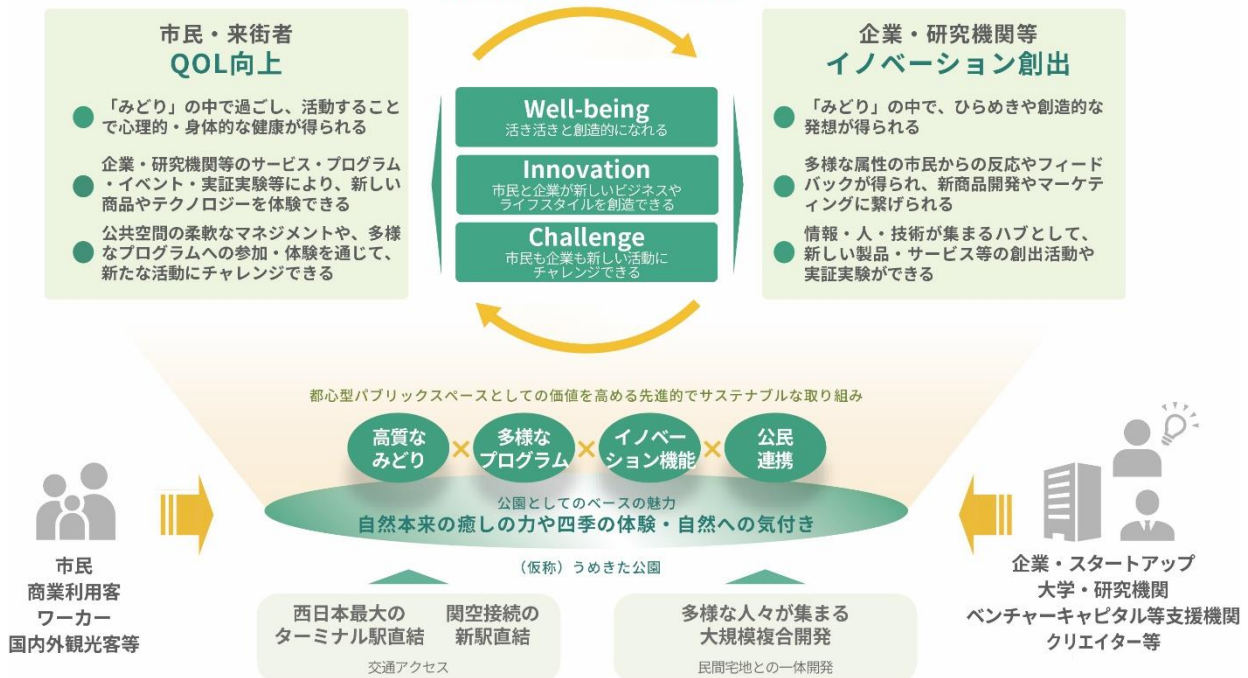 市民・来街者
QOL向上
「みどり」の中で過ごし、活動すること
で心理的・身体的な健康が得られる
企業・研究機関等のサービス・プログラム
・イベント・実証実験等により、新しい
商品やテクノロジーを体験できる
公共空間の柔軟なマネジメントや、多様
なプログラムへの参加・体験を通じて、
新たな活動にチャレンジできる
Well-being
活き活きと創造的になれる
Innovation
市民と企業が新しいビジネスや
ライフスタイルを創造できる
Challenge
市民も企業も新しい活動に
チャレンジできる
企業・研究機関等
イノベーション創出
「みどり」の中で、ひらめきや創造的な
発想が得られる
多様な属性の市民からの反応やフィード
バックが得られ、新商品開発やマーケテ
ィングに繋げられる
情報・人・技術が集まるハブとして、
新しい製品・サービス等の創出活動や
実証実験ができる
都心型パブリックスペースとしての価値を高める先進的でサステナブルな取り組み
高質な
みどり
×
多様な
プログラム
×
イノベー
ション機能
×
公民
連携
公園としてのベースの魅力
自然本来の癒しの力や四季の体験・自然への気付き
（仮称）うめきた公園
市民
商業利用客
ワーカー
国内外観光客等
西日本最大の
ターミナル駅直結
関空接続の
新駅直結
交通アクセス
多様な人々が集まる
大規模複合開発
民間宅地との一体開発
企業・スタートアップ
大学・研究機関
ベンチャーキャピタル等支援機関
クリエイター等